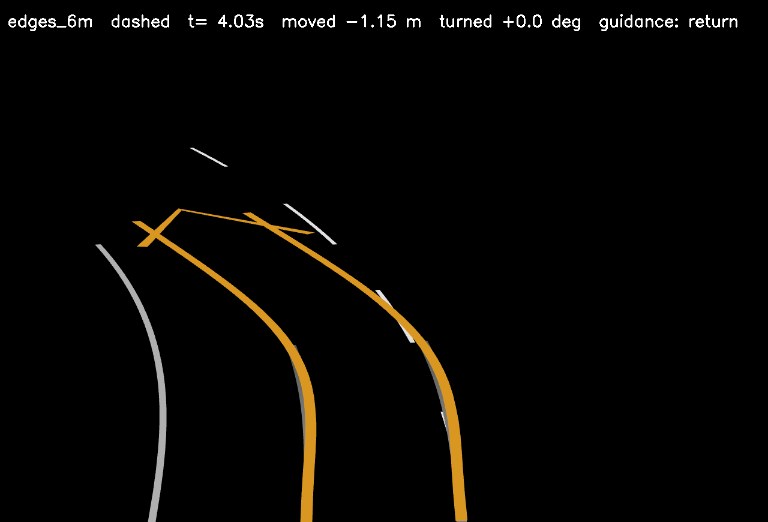 edges_6m dashed t= 4.03s moved −1.15 m turned +0.0 deg guidance: return